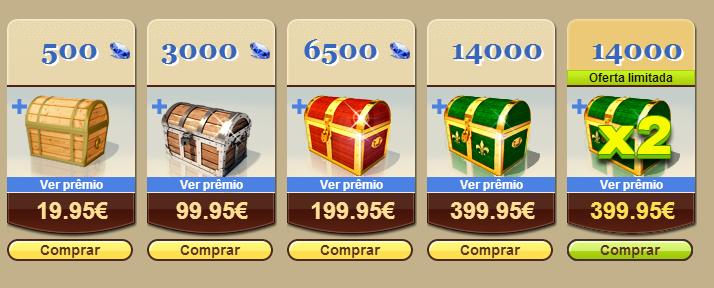 500
+
Ver prêmio
19.95€
Comprar
3000
+
Ver prêmio
99.95€
Comprar
6500
+
Ver prêmio
199.95€
Comprar
14000
+
Ver prêmio
399.95€
Comprar
14000
Oferta limitada
+
x2
Ver prêmio
399.95€
Comprar